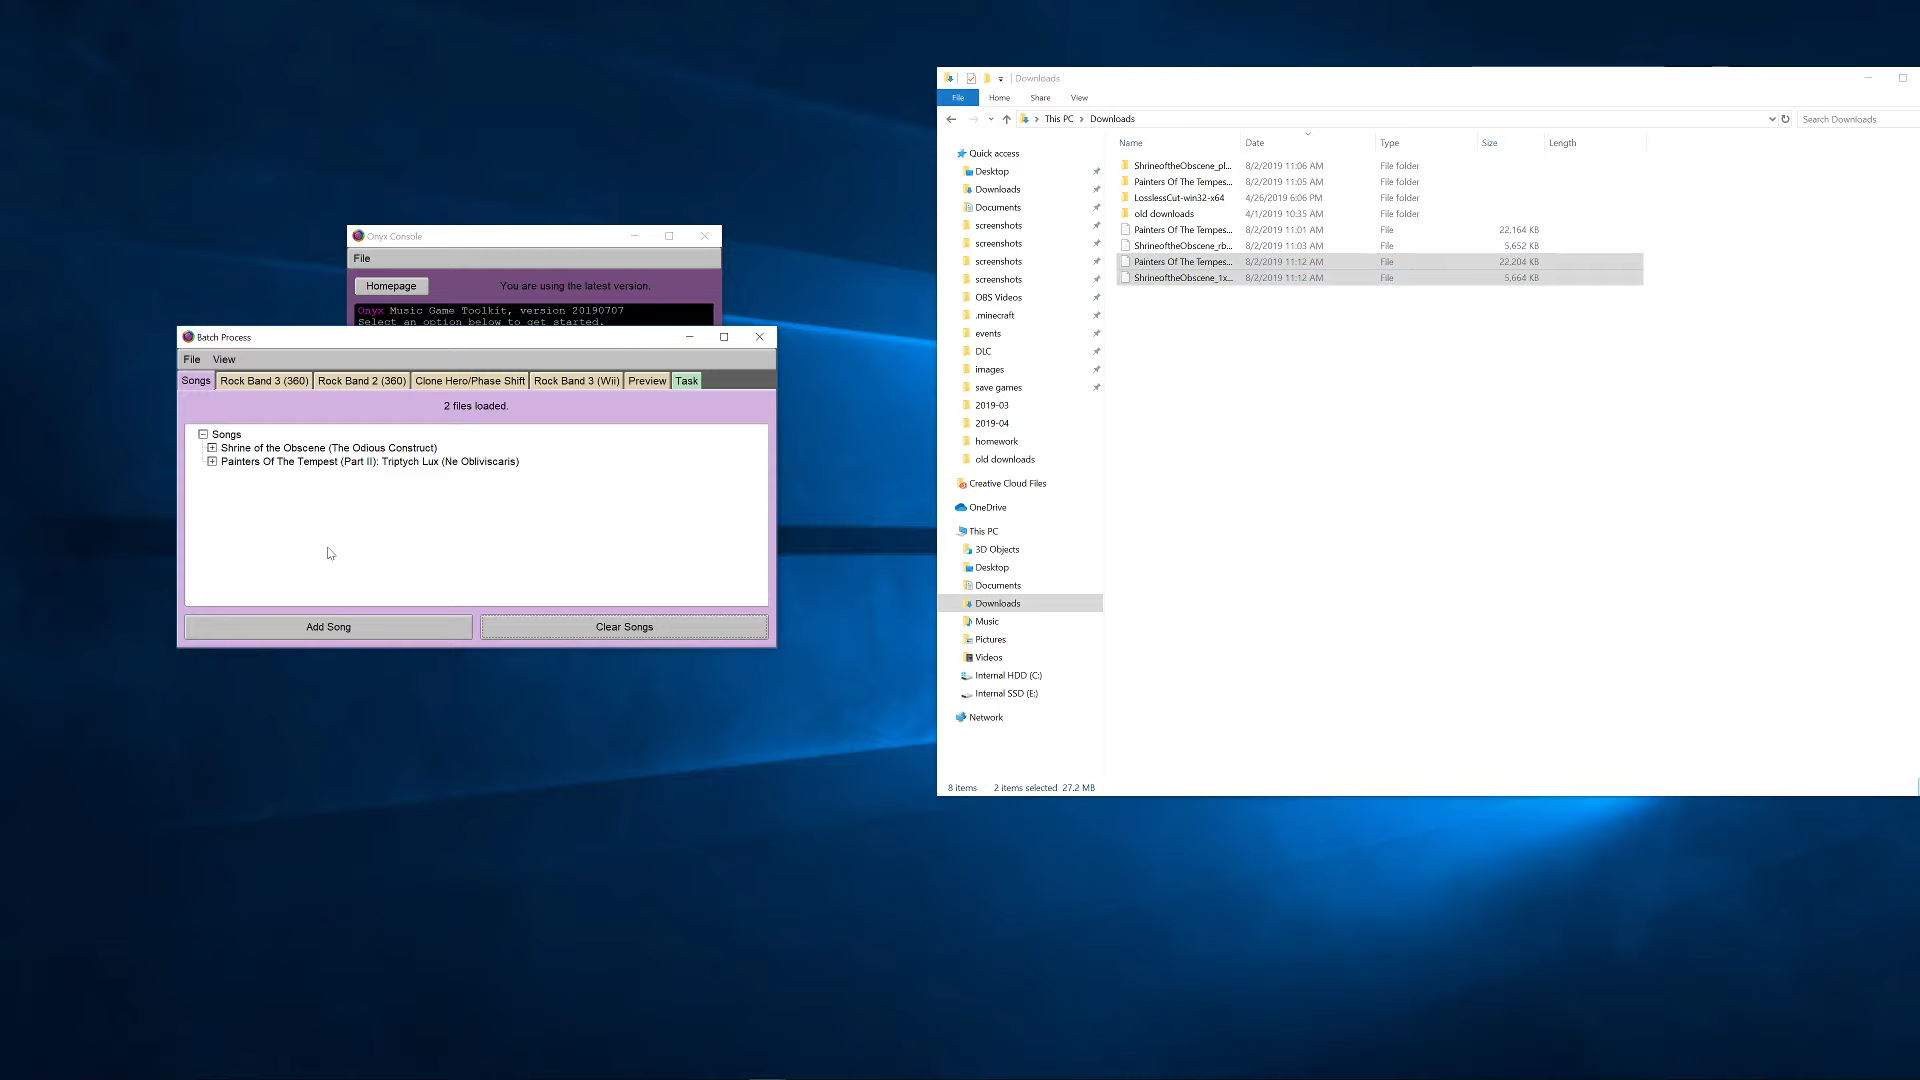 Onyx Console
File
Homepage
You are using the latest version.
Onyx Music Game Toolkit, version 20190707
Select an option below to get started.
Batch Process
File View
Songs Rock Band 3 (360) Rock Band 2 (360) Clone Hero/Phase Shift Rock Band 3 (Wii) Preview Task
2 files loaded.
Songs
Shrine of the Obscene (The Odious Construct)
Painters Of The Tempest (Part II): Triptych Lux (Ne Obliviscaris)
Add Song Clear Songs
Downloads
File Home Share View
This PC > Downloads
Search Downloads
Quick access
Desktop
Downloads
Documents
screenshots
screenshots
screenshots
screenshots
OBS Videos
.minecraft
events
DLC
images
save games
2019-03
2019-04
homework
old downloads
Creative Cloud Files
OneDrive
This PC
3D Objects
Desktop
Documents
Downloads
Music
Pictures
Videos
Internal HDD (C:)
Internal SSD (E:)
Network
Name Date Type Size Length
ShrineoftheObscene_pl... 8/2/2019 11:06 AM File folder
Painters Of The Tempes... 8/2/2019 11:05 AM File folder
LosslessCut-win32-x64 4/26/2019 6:06 PM File folder
old downloads 4/1/2019 10:35 AM File folder
Painters Of The Tempes... 8/2/2019 11:01 AM File 22,164 KB
ShrineoftheObscene_rb... 8/2/2019 11:03 AM File 5,652 KB
Painters Of The Tempes... 8/2/2019 11:12 AM File 22,204 KB
ShrineoftheObscene_1x... 8/2/2019 11:12 AM File 5,664 KB
8 items 2 items selected 27.2 MB